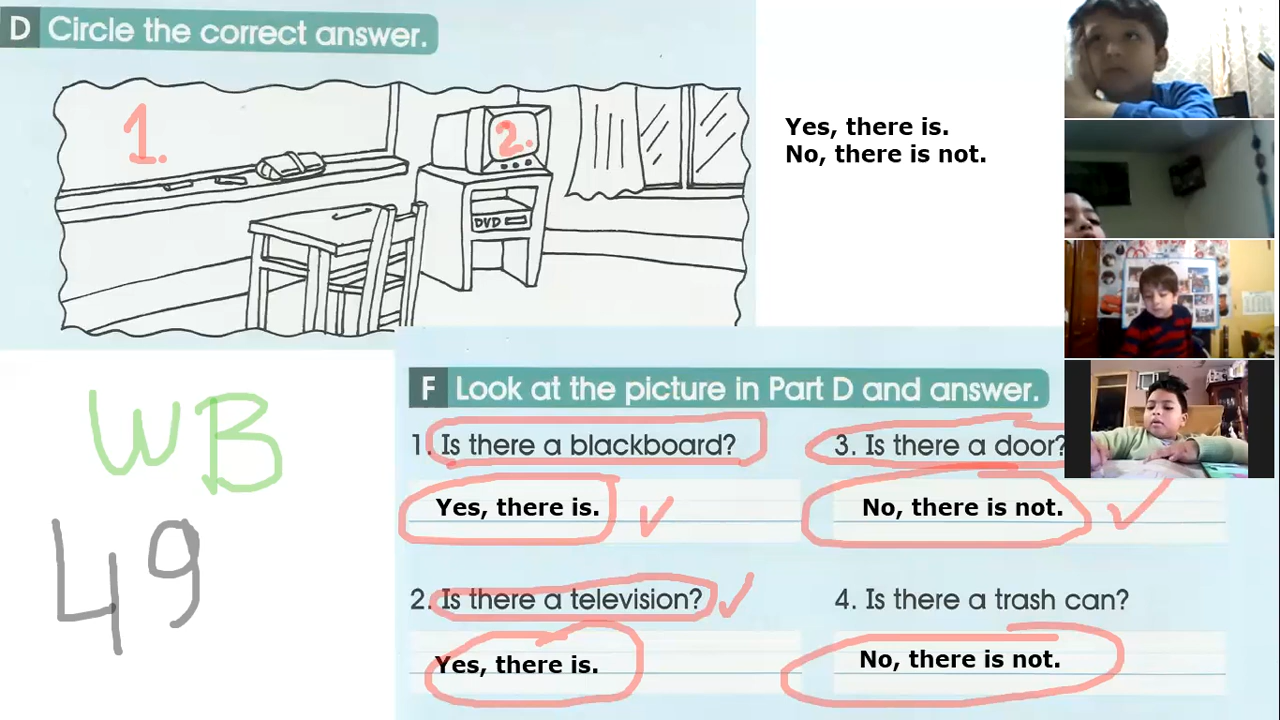 D Circle the correct answer.
1.
2.
DVD
Yes, there is.
No, there is not.
WB
49
F Look at the picture in Part D and answer.
1. Is there a blackboard?
Yes, there is.
2. Is there a television?
Yes, there is.
3. Is there a door?
No, there is not.
4. Is there a trash can?
No, there is not.